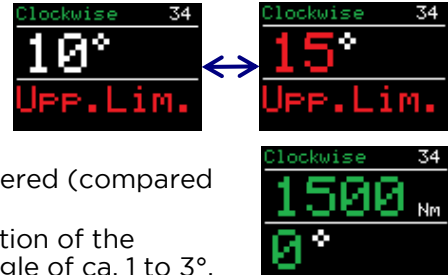 Clockwise 34
10°
Upp.Lim.
Clockwise 34
15°
Upp.Lim.
ered (compared
tion of the
gle of ca. 1 to 3°.
Clockwise 34
1500 Nm
0°